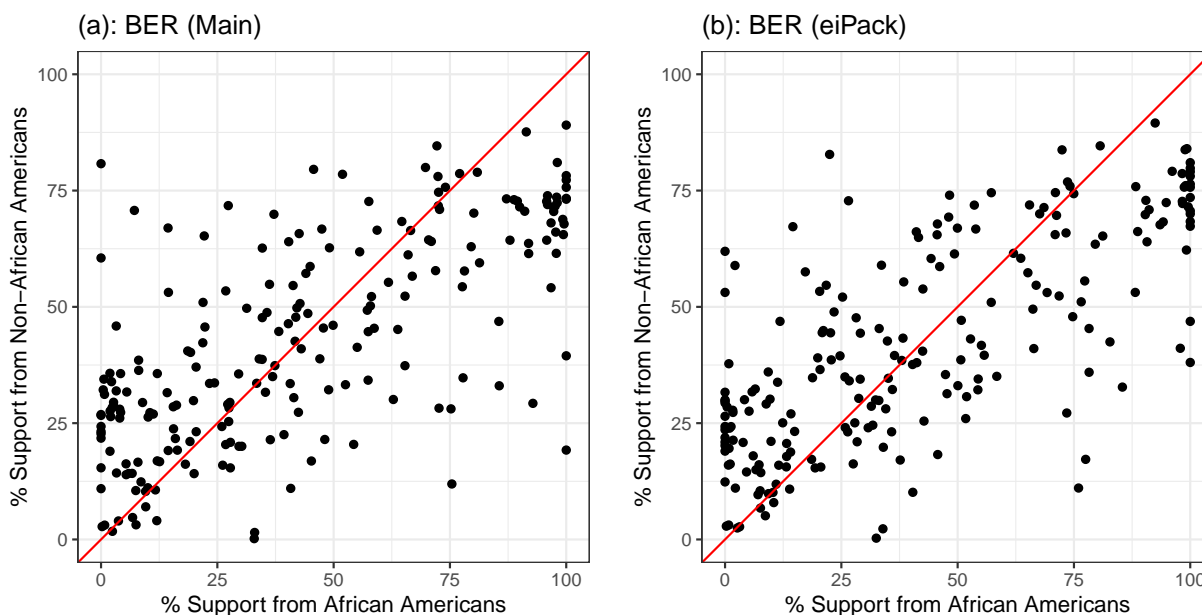 (a): BER (Main)
% Support from Non−African Americans
100
75
50
25
0
0 25 50 75 100
% Support from African Americans
(b): BER (eiPack)
% Support from Non−African Americans
100
75
50
25
0
0 25 50 75 100
% Support from African Americans